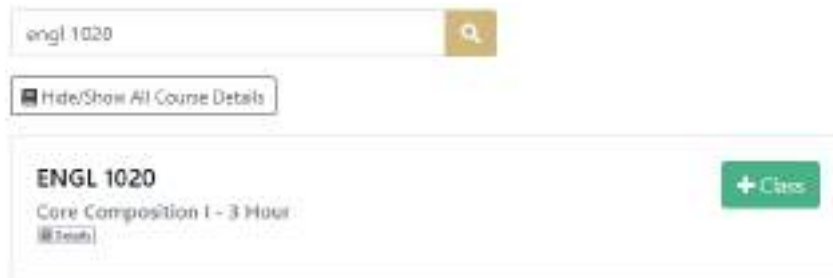 engl 1020
Hide/Show All Course Details
ENGL 1020
+ Class
Core Composition I - 3 Hour
Details